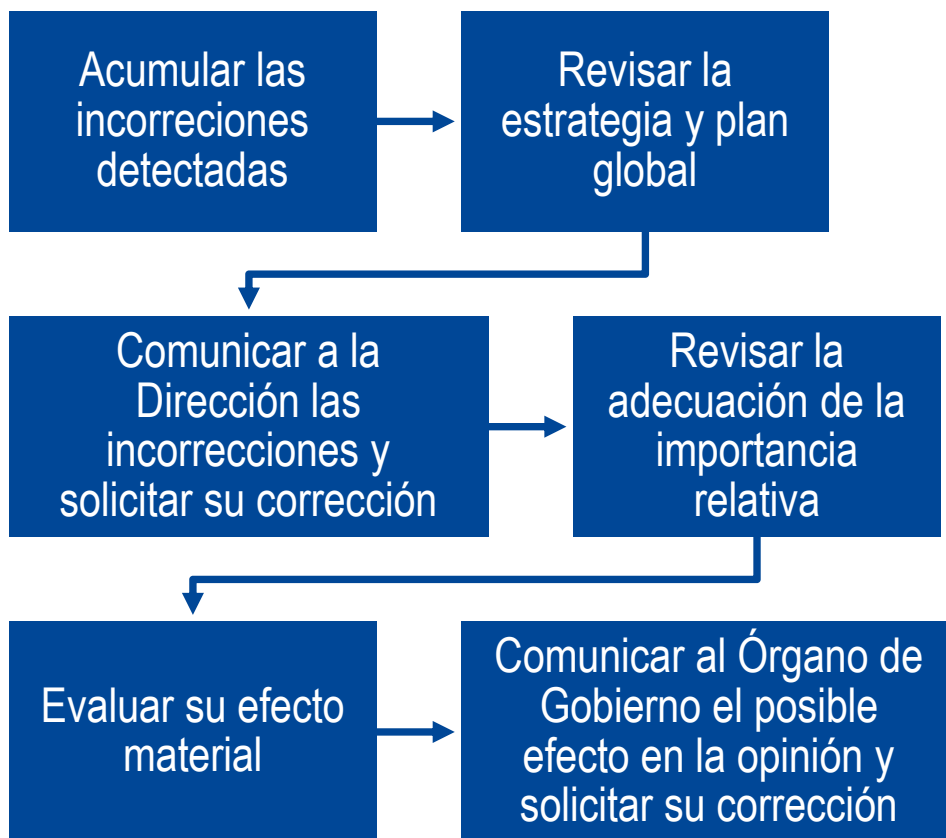 Acumular las
incorreciones
detectadas
Revisar la
estrategia y plan
global
Comunicar a la
Dirección las
incorrecciones y
solicitar su corrección
Revisar la
adecuación de la
importancia
relativa
Evaluar su efecto
material
Comunicar al Órgano de
Gobierno el posible
efecto en la opinión y
solicitar su corrección